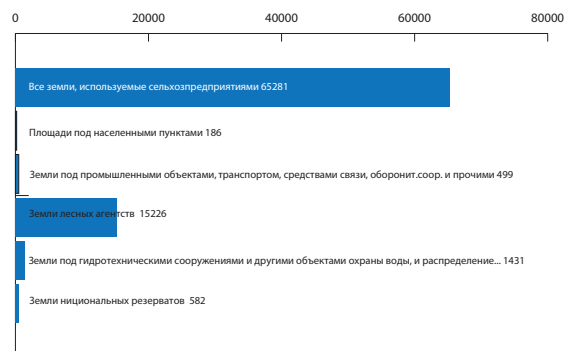 0 20000 40000 60000 80000
Все земли, используемые сельхозпредприятиями 65281
Площади под населенными пунктами 186
Земли под промышленными объектами, транспортом, средствами связи, оборонит.соор. и прочими 499
Земли лесных агентств 15226
Земли под гидротехническими сооружениями и другими объектами охраны воды, и распределение... 1431
Земли нициональных резерватов 582